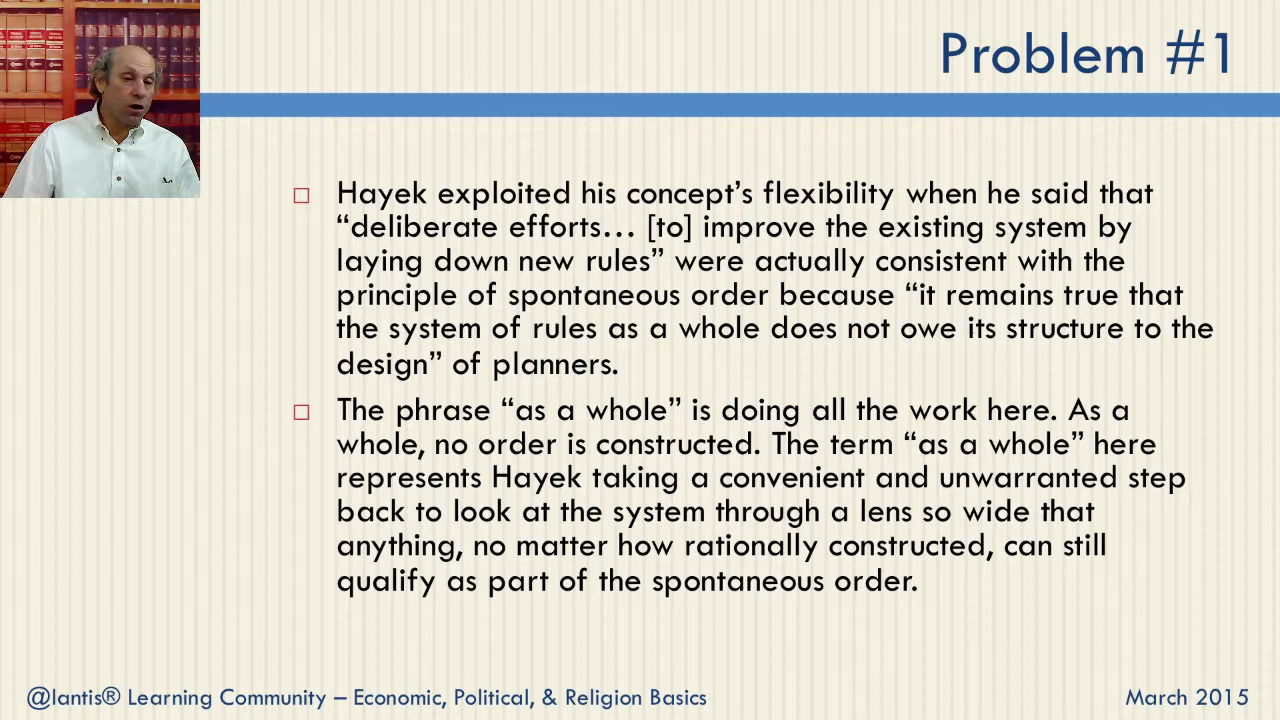 Problem #1
Hayek exploited his concept’s flexibility when he said that
“deliberate efforts… [to] improve the existing system by
laying down new rules” were actually consistent with the
principle of spontaneous order because “it remains true that
the system of rules as a whole does not owe its structure to the
design” of planners.
The phrase “as a whole” is doing all the work here. As a
whole, no order is constructed. The term “as a whole” here
represents Hayek taking a convenient and unwarranted step
back to look at the system through a lens so wide that
anything, no matter how rationally constructed, can still
qualify as part of the spontaneous order.
@lantis® Learning Community – Economic, Political, & Religion Basics
March 2015